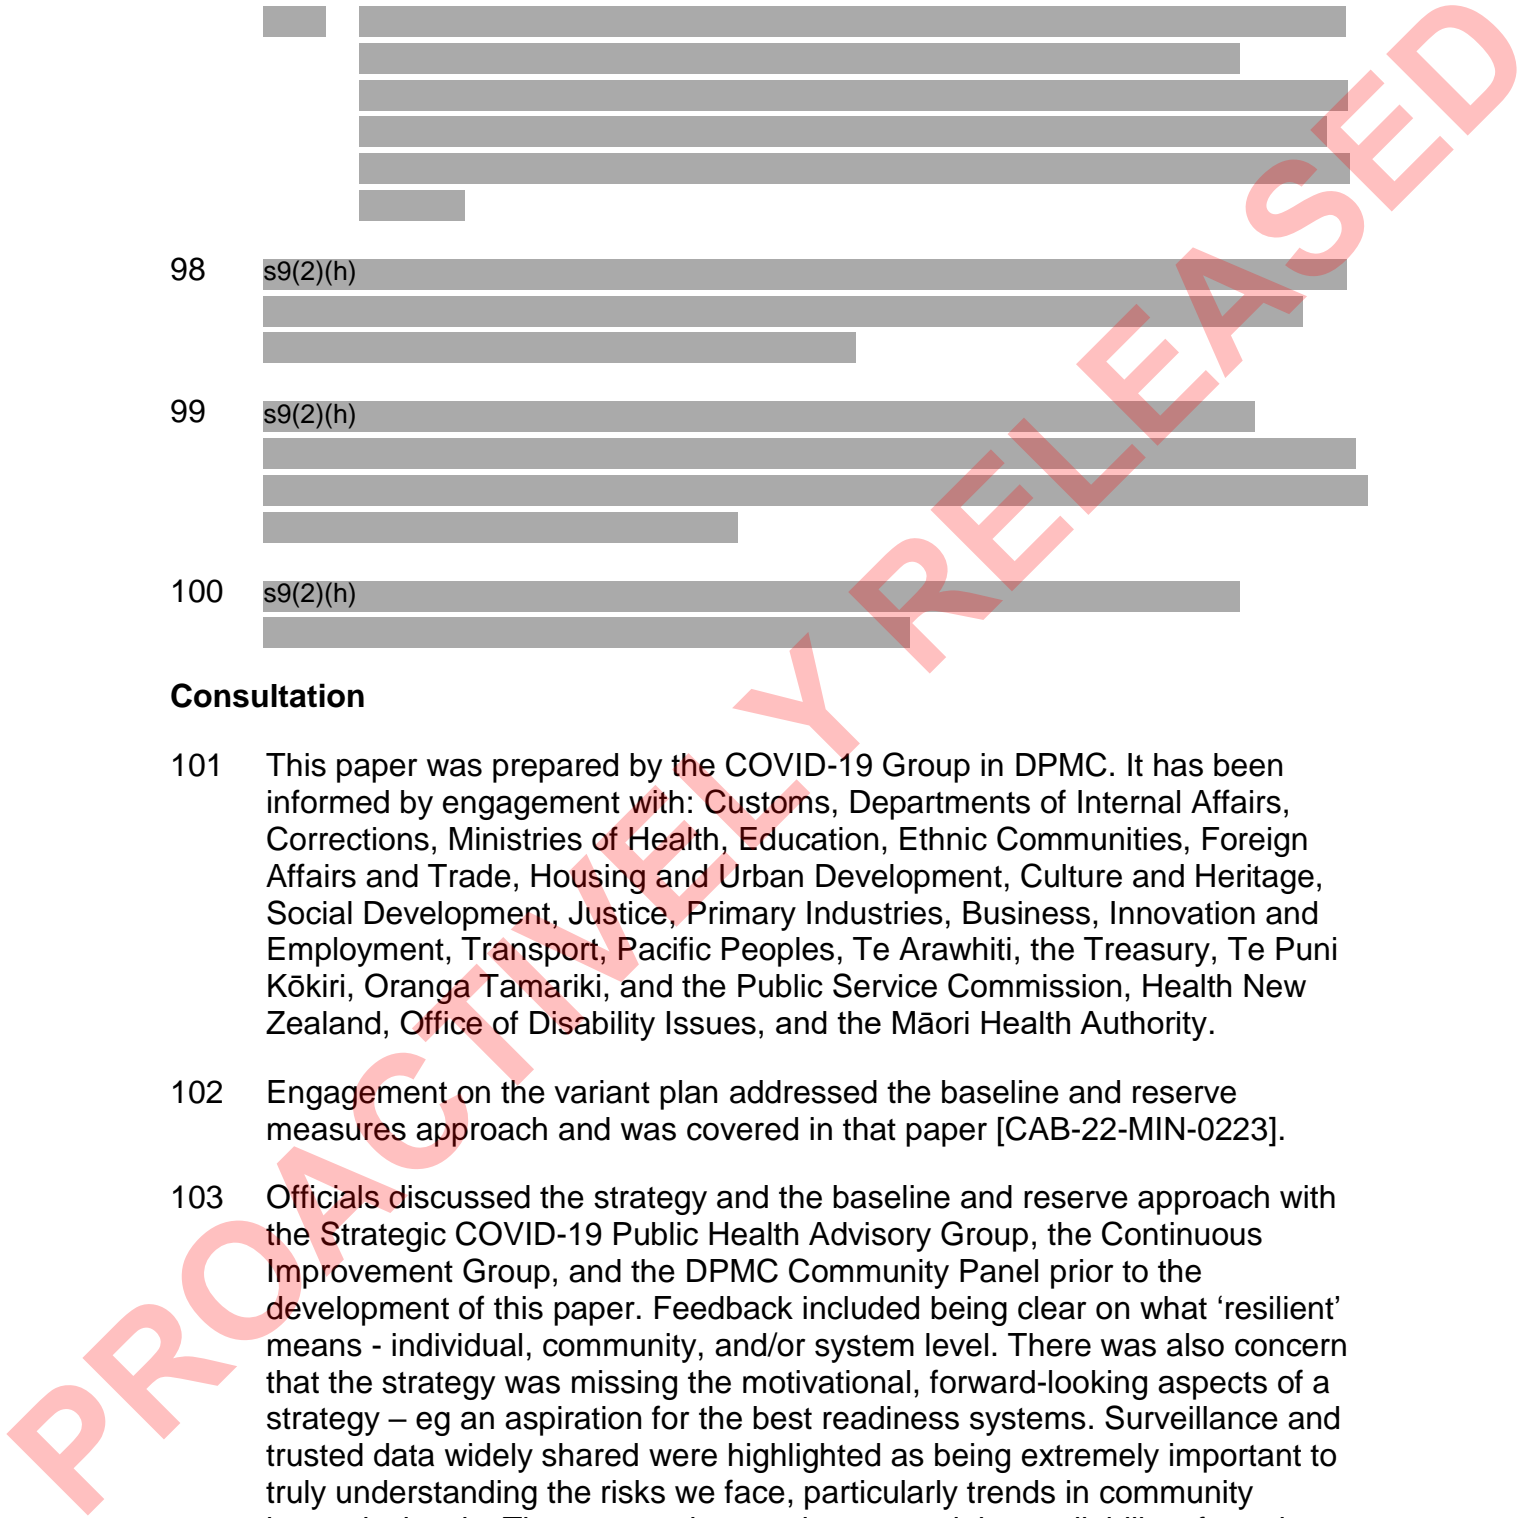 98 s9(2)(h)
99 s9(2)(h)
100 s9(2)(h)
Consultation
101 This paper was prepared by the COVID-19 Group in DPMC. It has been
informed by engagement with: Customs, Departments of Internal Affairs,
Corrections, Ministries of Health, Education, Ethnic Communities, Foreign
Affairs and Trade, Housing and Urban Development, Culture and Heritage,
Social Development, Justice, Primary Industries, Business, Innovation and
Employment, Transport, Pacific Peoples, Te Arawhiti, the Treasury, Te Puni
Kōkiri, Oranga Tamariki, and the Public Service Commission, Health New
Zealand, Office of Disability Issues, and the Māori Health Authority.
102 Engagement on the variant plan addressed the baseline and reserve
measures approach and was covered in that paper [CAB-22-MIN-0223].
103 Officials discussed the strategy and the baseline and reserve approach with
the Strategic COVID-19 Public Health Advisory Group, the Continuous
Improvement Group, and the DPMC Community Panel prior to the
development of this paper. Feedback included being clear on what ‘resilient’
means - individual, community, and/or system level. There was also concern
that the strategy was missing the motivational, forward-looking aspects of a
strategy – eg an aspiration for the best readiness systems. Surveillance and
trusted data widely shared were highlighted as being extremely important to
truly understanding the risks we face, particularly trends in community
PROACTIVELY RELEASED